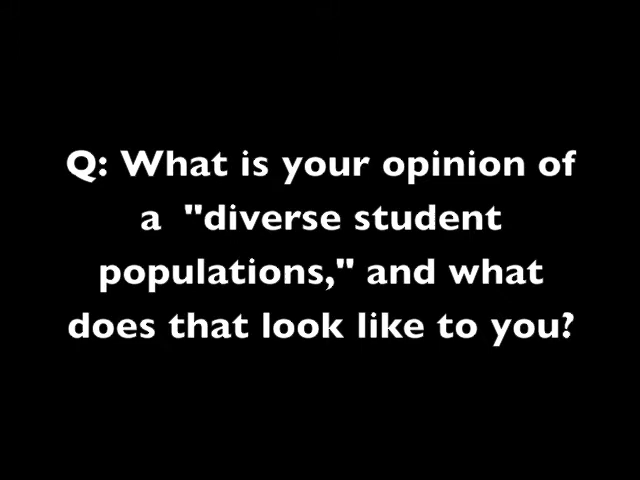 Q: What is your opinion of
a "diverse student
populations," and what
does that look like to you?